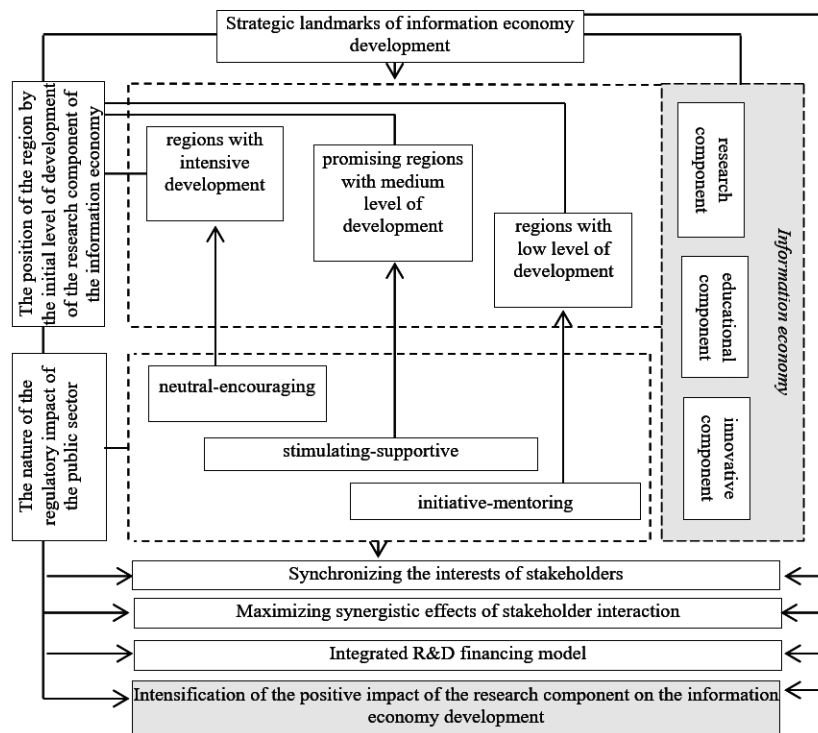 Strategic landmarks of information economy
development
The position of the region by
the initial level of development
of the research component of
the information economy
regions with
intensive
development
promising regions
with medium
level of
development
regions with
low level of
development
research
component
educational
component
innovative
component
Information economy
The nature of the
regulatory impact of
the public sector
neutral-encouraging
stimulating-supportive
initiative-mentoring
Synchronizing the interests of stakeholders
Maximizing synergistic effects of stakeholder interaction
Integrated R&D financing model
Intensification of the positive impact of the research component on the information
economy development